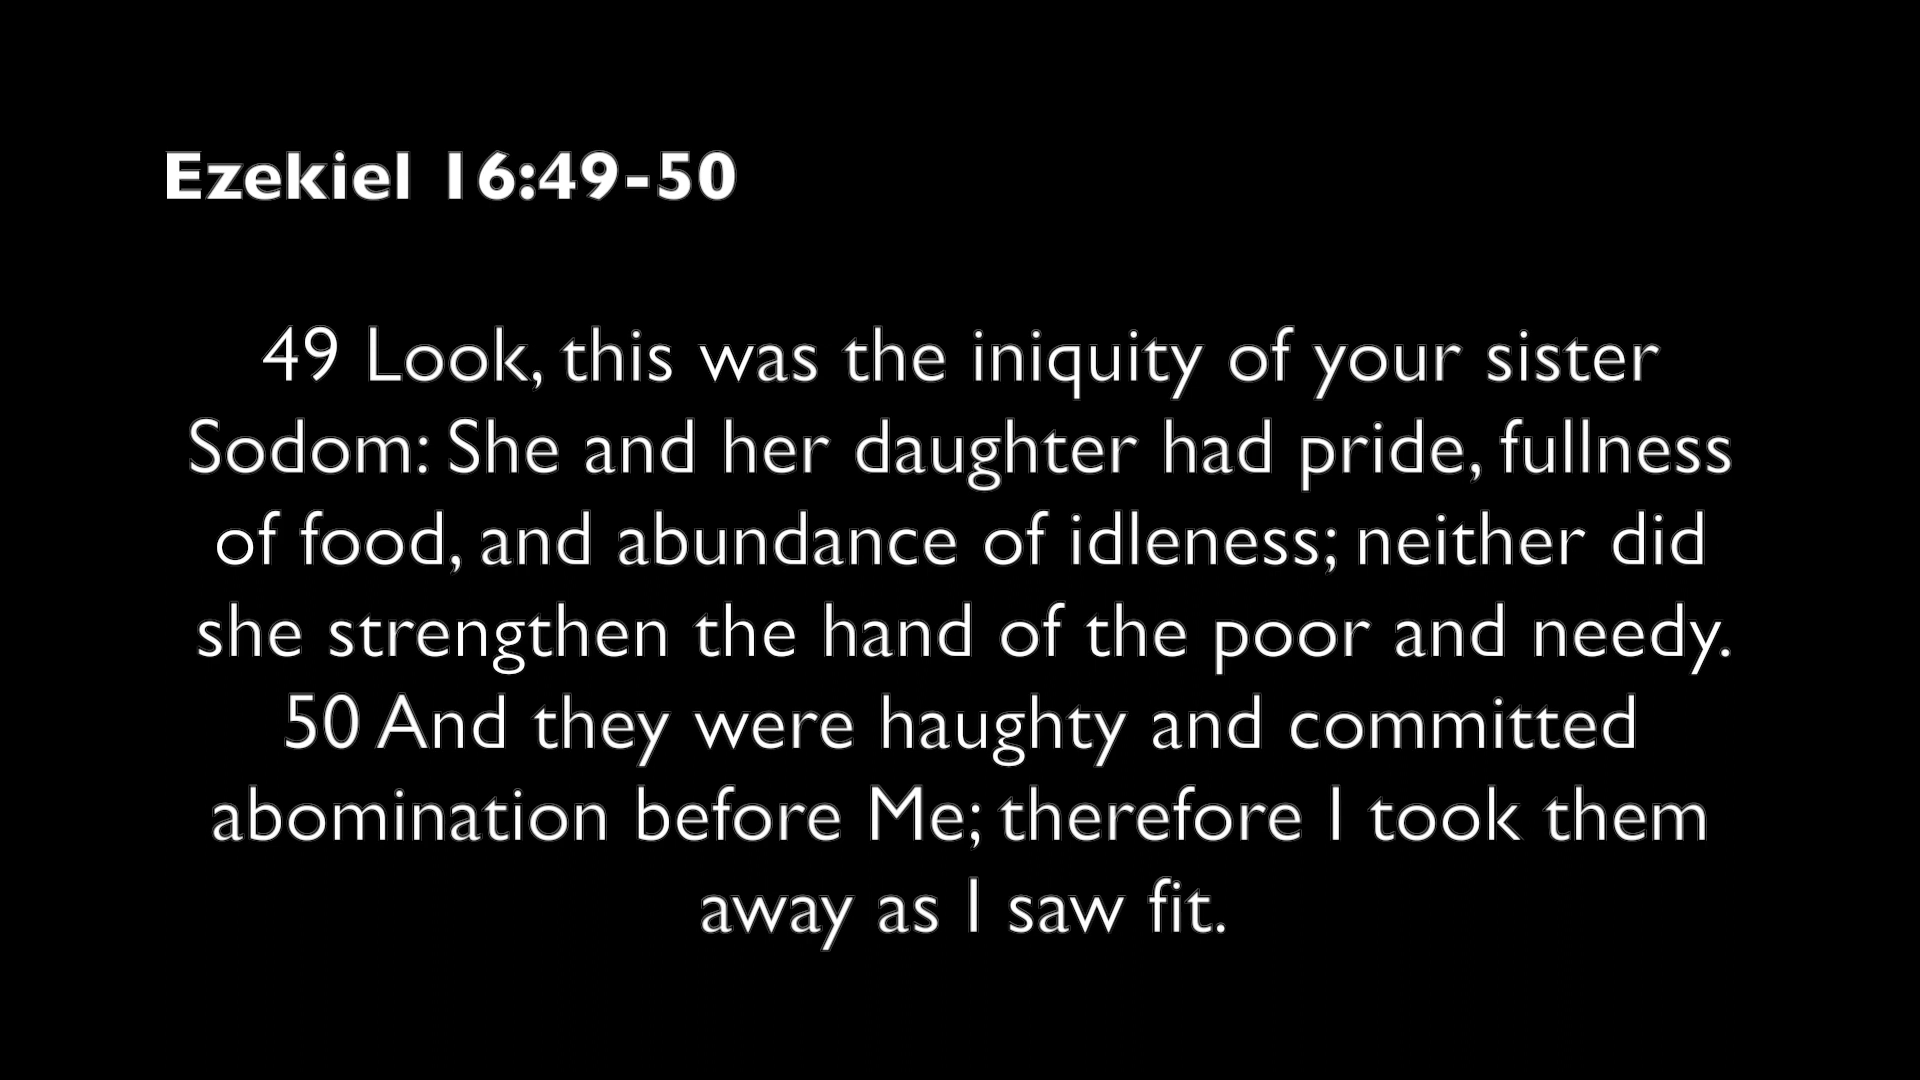 Ezekiel 16:49-50
49 Look, this was the iniquity of your sister
Sodom: She and her daughter had pride, fullness
of food, and abundance of idleness; neither did
she strengthen the hand of the poor and needy.
50 And they were haughty and committed
abomination before Me; therefore I took them
away as I saw fit.